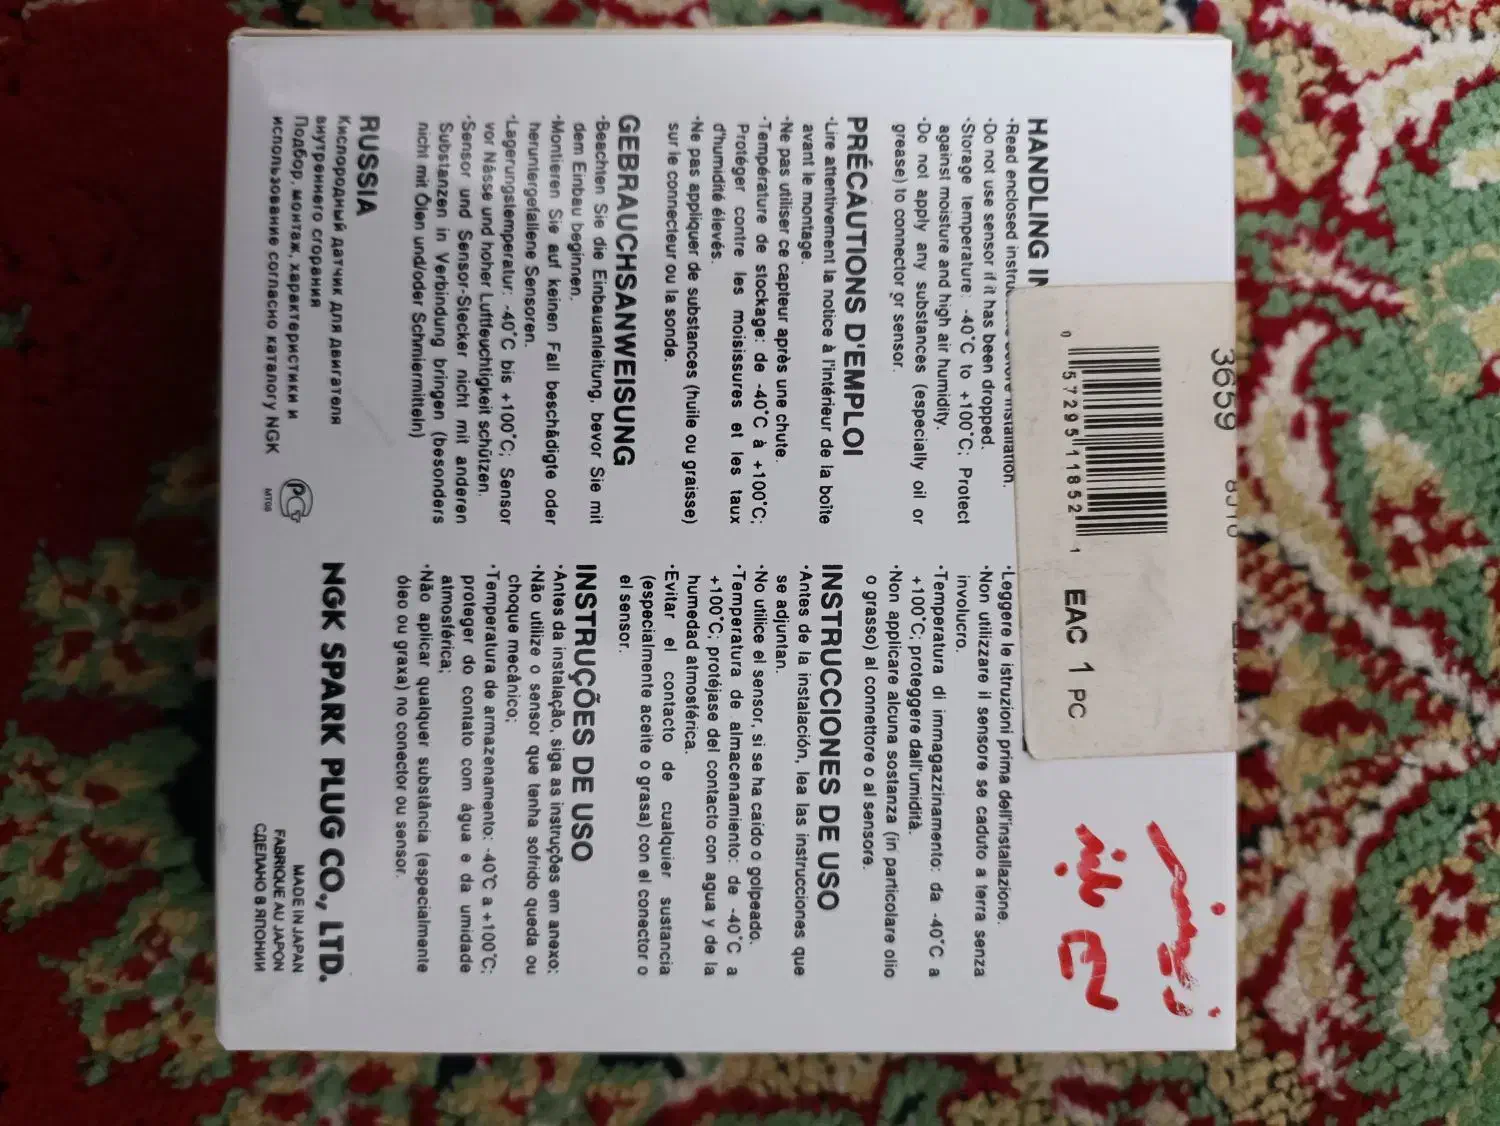 3659
0 57295 11852 1
EAC 1 PC
HANDLING
·Read enclosed installation.
·Do not use sensor if it has been dropped.
·Storage temperature: -40°C to +100°C; Protect
against moisture and high air humidity.
·Do not apply any substances (especially oil or
grease) to connector or sensor.
PRÉCAUTIONS D'EMPLOI
·Lire attentivement la notice à l'intérieur de la boîte
avant le montage.
·Ne pas utiliser ce capteur après une chute.
·Température de stockage: de -40°C à +100°C;
Protéger contre les moisissures et les taux
d'humidité élevés.
·Ne pas appliquer de substances (huile ou graisse)
sur le connecteur ou la sonde.
GEBRAUCHSANWEISUNG
·Beachten Sie die Einbauanleitung, bevor Sie mit
dem Einbau beginnen.
·Montieren Sie auf keinen Fall beschädigte oder
heruntergefallene Sensoren.
·Lagerungstemperatur: -40°C bis +100°C; Sensor
vor Nässe und hoher Luftfeuchtigkeit schützen.
·Sensor und Sensor-Stecker nicht mit anderen
Substanzen in Verbindung bringen (besonders
nicht mit Ölen und/oder Schmiermitteln)
RUSSIA
Кислородный датчик для двигателя
внутреннего сгорания
Подбор, монтаж, характеристики и
использование согласно каталогу NGK
РСТ
MT08
·Leggere le istruzioni prima dell'installazione.
·Non utilizzare il sensore se caduto a terra senza
involucro.
·Temperatura di immagazzinamento: da -40°C a
+100°C; proteggere dall'umidità.
·Non applicare alcuna sostanza (in particolare olio
o grasso) al connettore o al sensore.
INSTRUCCIONES DE USO
·Antes de la instalación, lea las instrucciones que
se adjuntan.
·No utilice el sensor, si se ha caído o golpeado.
·Temperatura de almacenamiento: de -40°C a
+100°C; protéjase del contacto con agua y de la
humedad atmosférica.
·Evitar el contacto de cualquier sustancia
(especialmente aceite o grasa) con el conector o
el sensor.
INSTRUÇÕES DE USO
·Antes da instalação, siga as instruções em anexo;
·Não utilize o sensor que tenha sofrido queda ou
choque mecânico;
·Temperatura de armazenamento: -40°C a +100°C;
proteger do contato com água e da umidade
atmosférica;
·Não aplicar qualquer substância (especialmente
óleo ou graxa) no conector ou sensor.
NGK SPARK PLUG CO., LTD.
MADE IN JAPAN
FABRIQUE AU JAPON
СДЕЛАНО В ЯПОНИИ